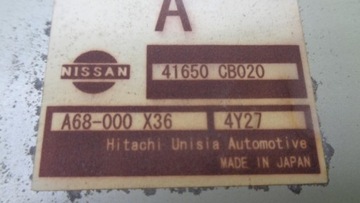 A
NISSAN
41650 CB020
A68-000 X36
4Y27
Hitachi Unisia Automotive
MADE IN JAPAN